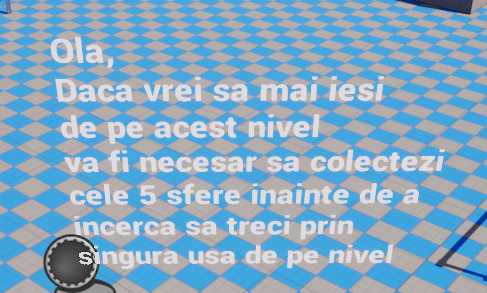 Ola,
Daca vrei sa mai iesi
de pe acest nivel
va fi necesar sa colectezi
cele 5 sfere inainte de a
incerca sa treci prin
singura usa de pe nivel